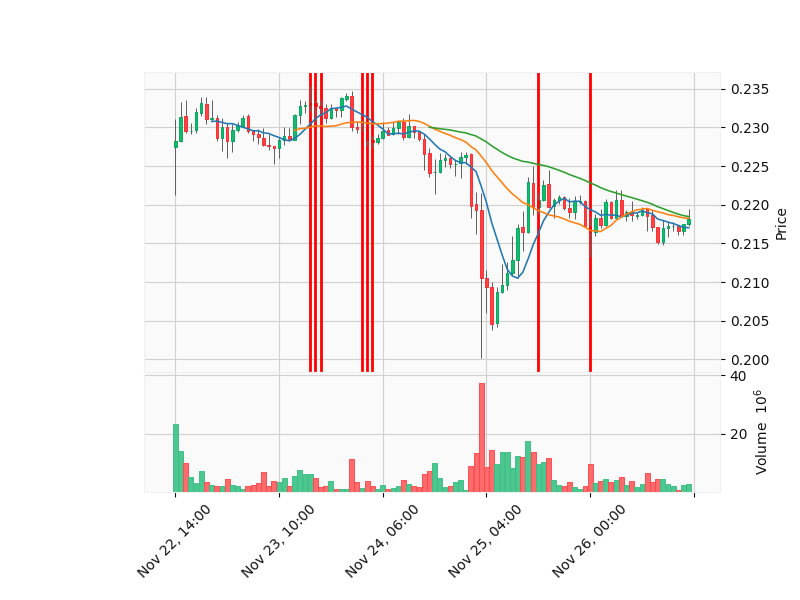 0.235
0.230
0.225
0.220
0.215
0.210
0.205
0.200
Price
40
20
Volume 10^6
Nov 22, 14:00
Nov 23, 10:00
Nov 24, 06:00
Nov 25, 04:00
Nov 26, 00:00